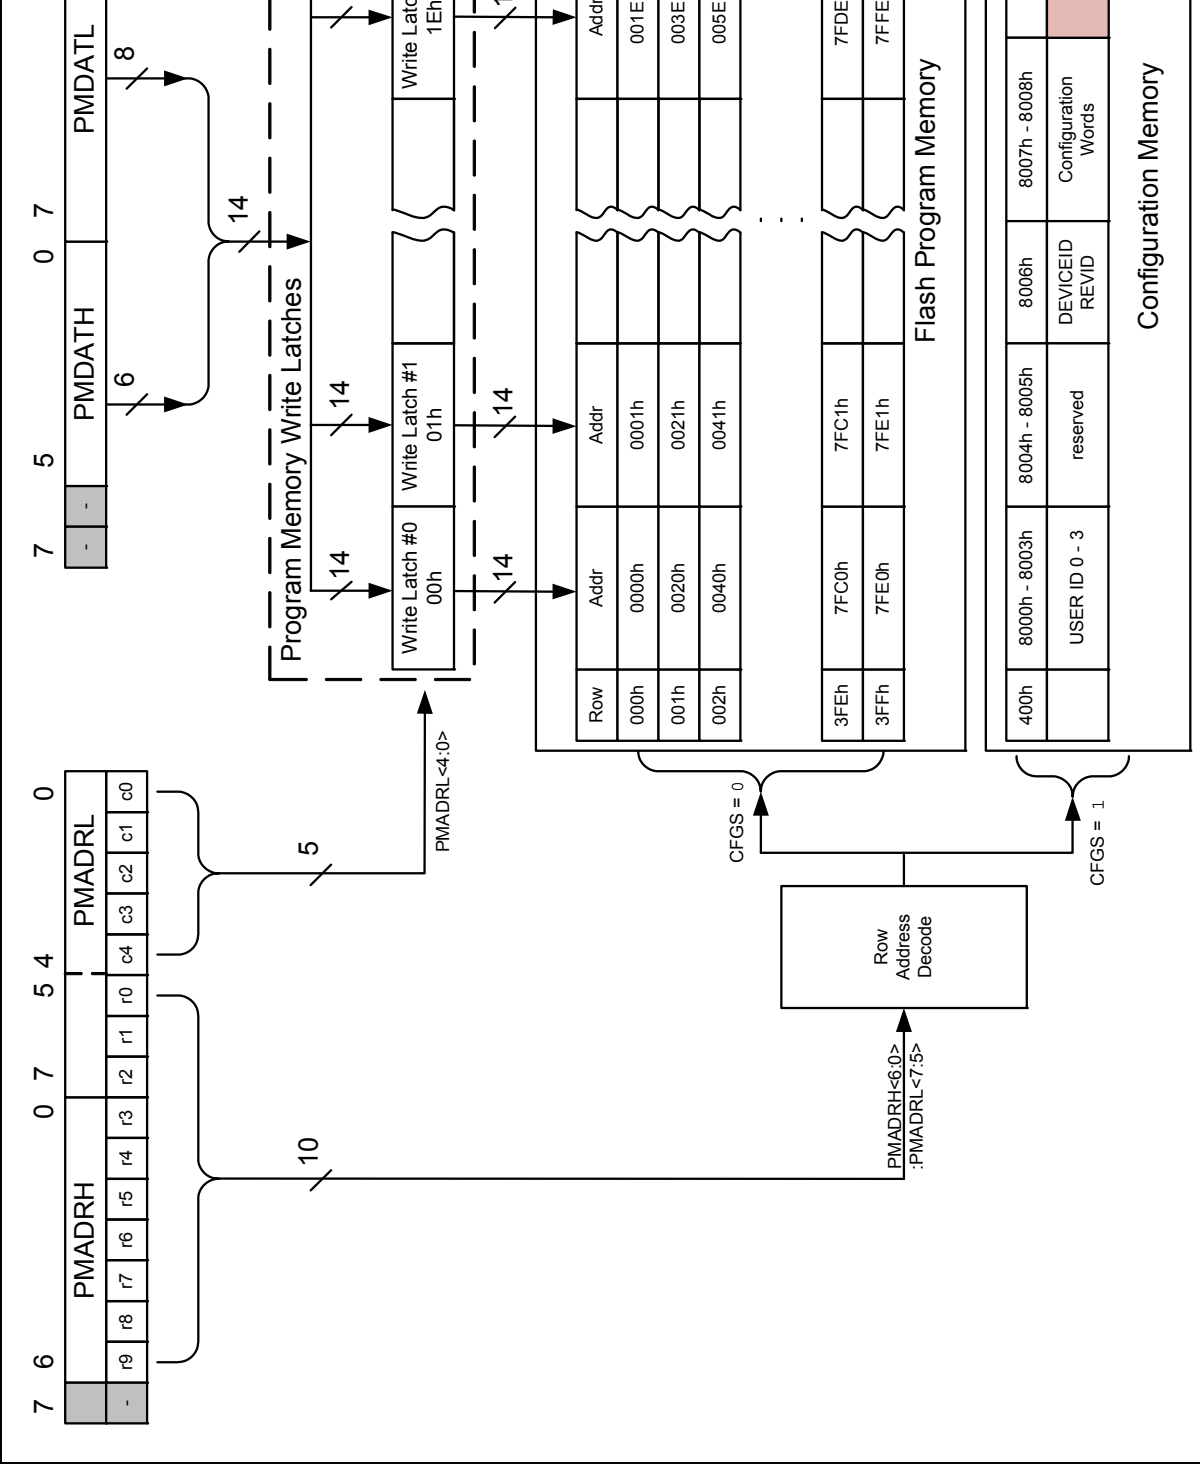 7 6 0 7 5 4 0 7 5 0 7
PMADRH PMADRL - - PMDATH PMDATL
- r9 r8 r7 r6 r5 r4 r3 r2 r1 r0 c4 c3 c2 c1 c0
6 8
14
Program Memory Write Latches
10 5 14 14
Write Latch #0 Write Latch #1 Write Latc
00h 01h 1Eh
PMADRL<4:0>
14 14
Row Addr Addr Addr
000h 0000h 0001h 001E
001h 0020h 0021h 003E
002h 0040h 0041h 005E
CFGS = 0
3FEh 7FC0h 7FC1h 7FDE
3FFh 7FE0h 7FE1h 7FFE
Row
Address
Decode
PMADRH<6:0>
:PMADRL<7:5>
Flash Program Memory
400h 8000h - 8003h 8004h - 8005h 8006h 8007h - 8008h
USER ID 0 - 3 reserved
DEVICEID
REVID
Configuration
Words
CFGS = 1
Configuration Memory